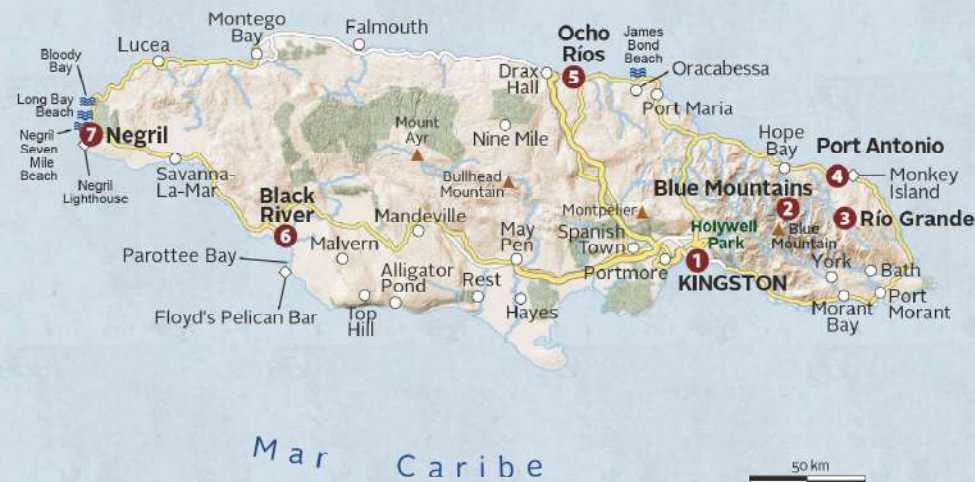 Montego
Bay
Falmouth
Lucea
Bloody
Bay
Long Bay
Beach
Negril
Seven
Mile
Beach
7 Negril
Negril
Lighthouse
Savanna-
La-Mar
Ocho
Ríos
5
Drax
Hall
James
Bond
Beach
Oracabessa
Port Maria
Nine Mile
Mount
Ayr
Bullhead
Mountain
Hope
Bay
Port Antonio
4
Monkey
Island
Blue Mountains
2
Blue
Mountain
3 Río Grande
Montpelier
Holywell
Park
Spanish
Town
Portmore
1
KINGSTON
York
Bath
Morant
Bay
Port
Morant
Black
River
6
Mandeville
Malvern
May
Pen
Parottee Bay
Floyd's Pelican Bar
Alligator
Pond
Top
Hill
Rest
Hayes
Mar Caribe
50 km